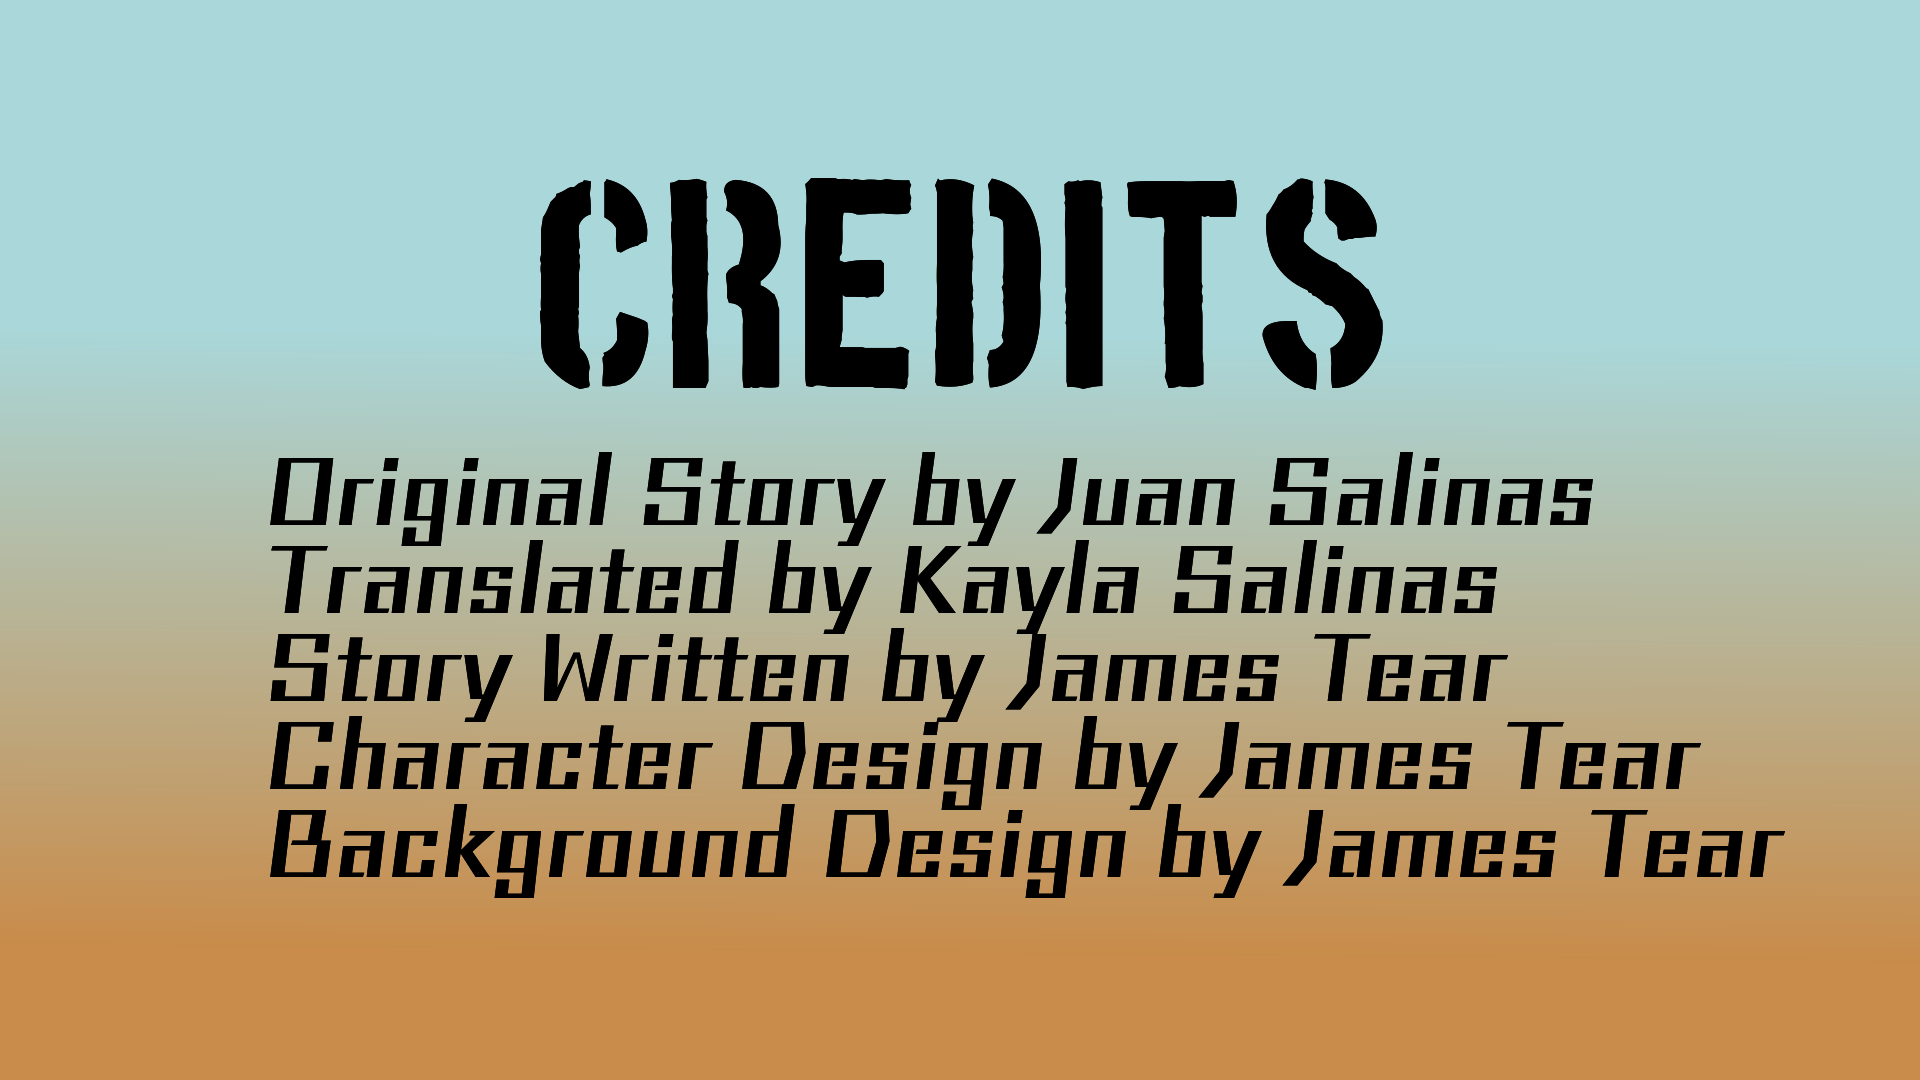 CREDITS
Original Story by Juan Salinas
Translated by Kayla Salinas
Story Written by James Tear
Character Design by James Tear
Background Design by James Tear